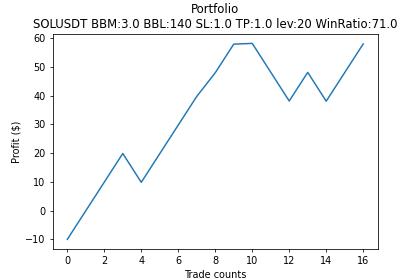 Portfolio
SOLUSDT BBM:3.0 BBL:140 SL:1.0 TP:1.0 lev:20 WinRatio:71.0
60
50
40
30
20
10
0
−10
Profit ($)
0 2 4 6 8 10 12 14 16
Trade counts